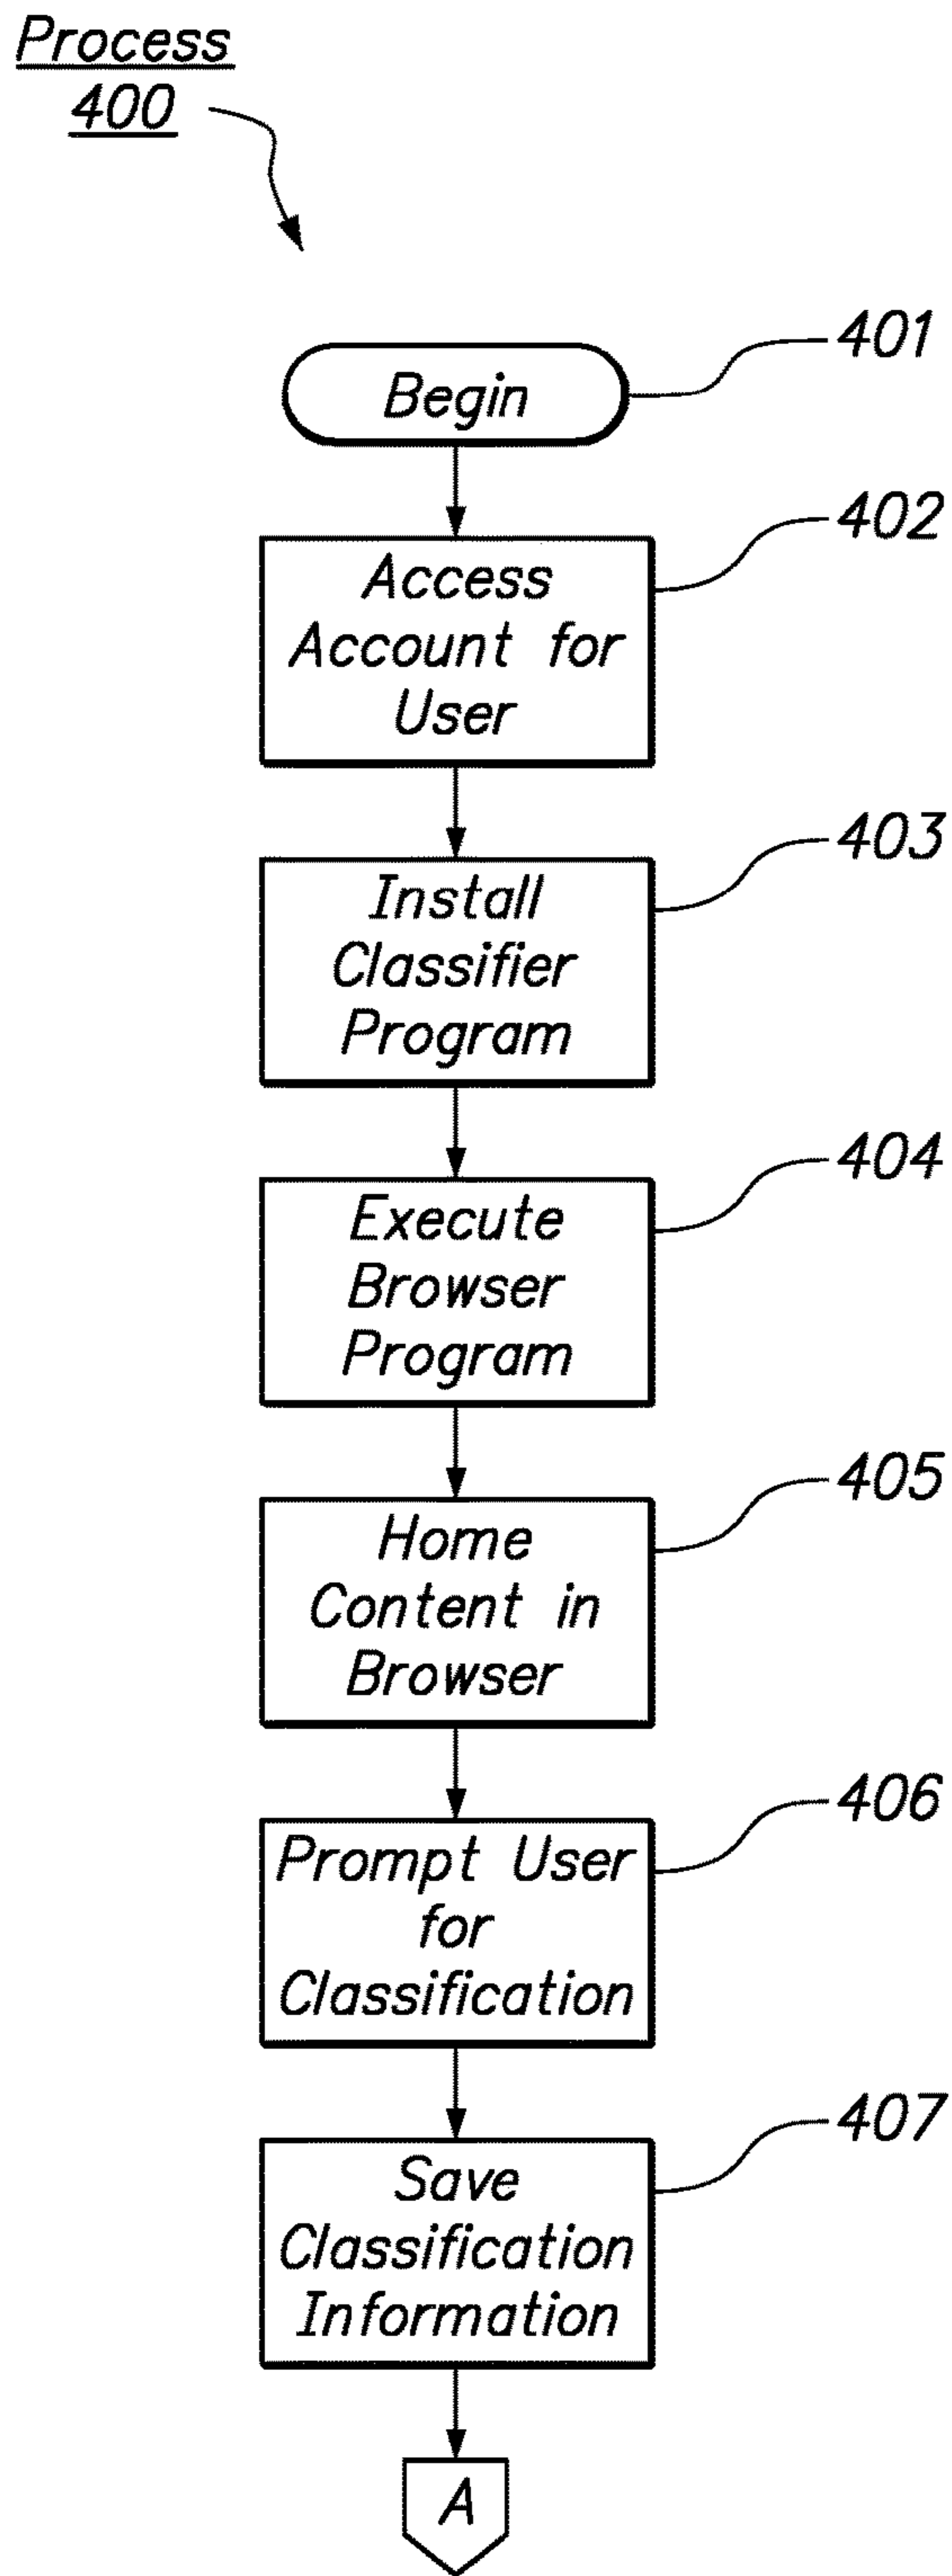 Process
400
401
Begin
402
Access
Account for
User
403
Install
Classifier
Program
404
Execute
Browser
Program
405
Home
Content in
Browser
406
Prompt User
for
Classification
407
Save
Classification
Information
A